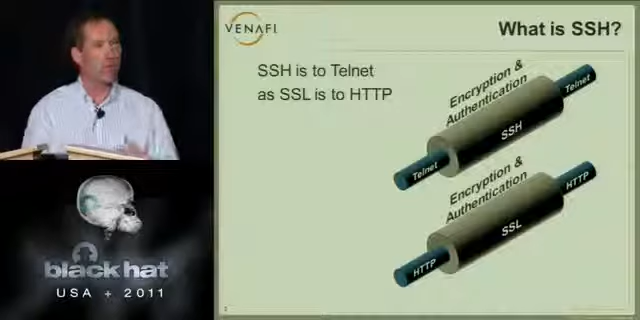 VENAFI
What is SSH?
SSH is to Telnet
as SSL is to HTTP
Encryption &
Authentication
Telnet
SSH
Telnet
Encryption &
Authentication
HTTP
SSL
HTTP
black hat
USA + 2011